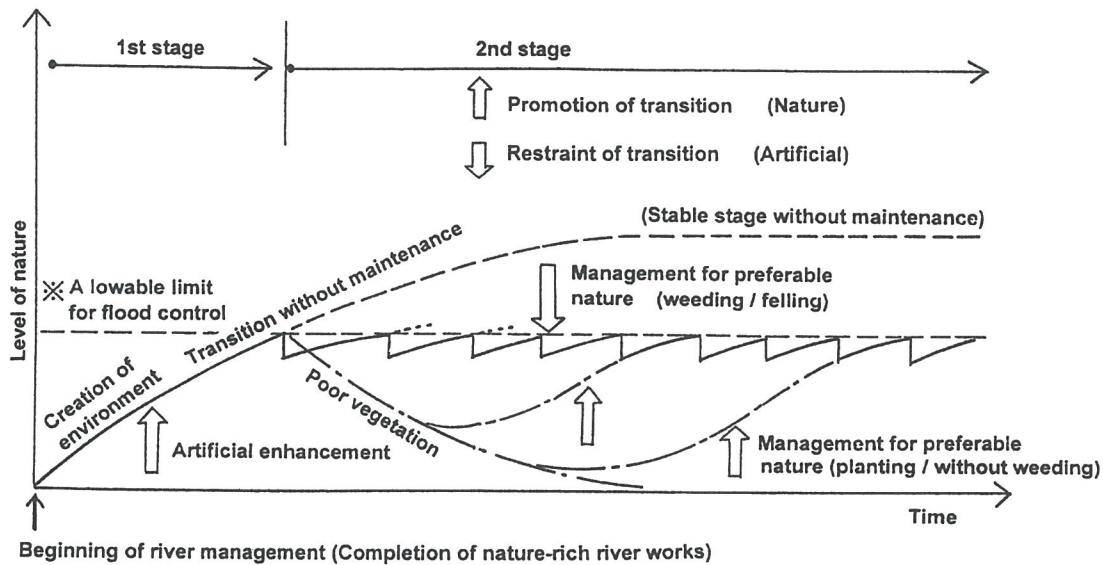 1st stage
2nd stage
Promotion of transition (Nature)
Restraint of transition (Artificial)
(Stable stage without maintenance)
Level of nature
※ A lowable limit
for flood control
Transition without maintenance
Management for preferable
nature (weeding / felling)
Creation of
environment
Poor vegetation
Artificial enhancement
Management for preferable
nature (planting / without weeding)
Time
Beginning of river management (Completion of nature-rich river works)